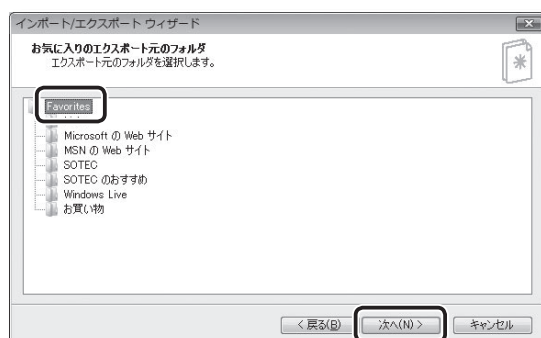 インポート/エクスポート ウィザード
お気に入りのエクスポート元のフォルダ
エクスポート元のフォルダを選択します。
Favorites
Microsoft の Web サイト
MSN の Web サイト
SOTEC
SOTEC のおすすめ
Windows Live
お買い物
< 戻る(B) 次へ(N) > キャンセル